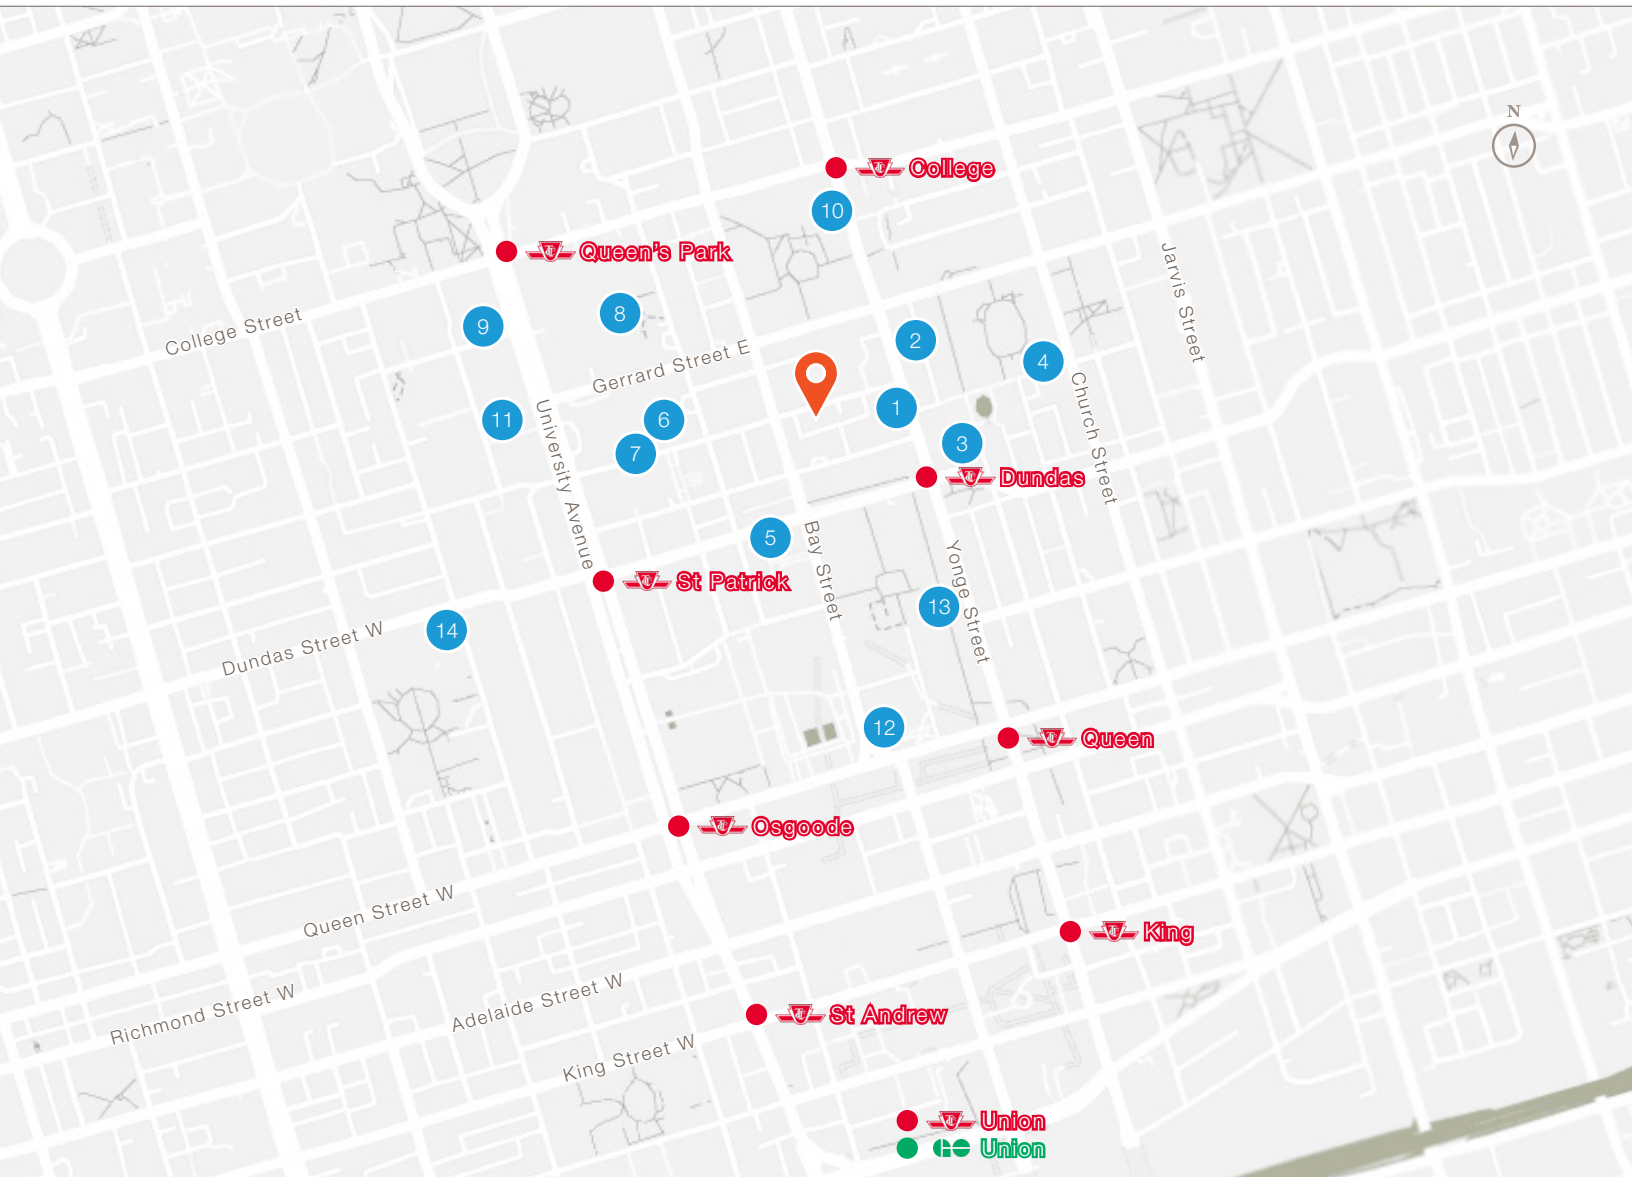 N
College
10
Queen's Park
Jarvis Street
College Street
9
8
2
Gerrard Street E
4
1
Church Street
11
University Avenue
6
3
7
Dundas
5
Bay Street
Yonge Street
St Patrick
13
14
Dundas Street W
12
Queen
Osgoode
Queen Street W
King
Richmond Street W
Adelaide Street W
St Andrew
King Street W
Union
Union